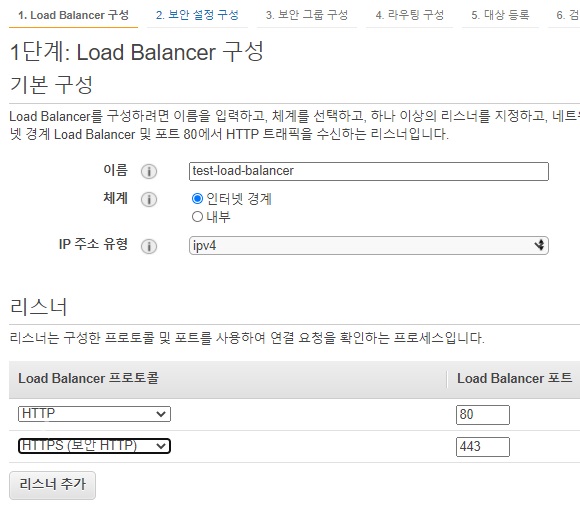 1. Load Balancer 구성 2. 보안 설정 구성 3. 보안 그룹 구성 4. 라우팅 구성 5. 대상 등록 6. 검
1단계: Load Balancer 구성
기본 구성
Load Balancer를 구성하려면 이름을 입력하고, 체계를 선택하고, 하나 이상의 리스너를 지정하고, 네트워
넷 경계 Load Balancer 및 포트 80에서 HTTP 트래픽을 수신하는 리스너입니다.
이름 i test-load-balancer
체계 i 인터넷 경계
내부
IP 주소 유형 i ipv4
리스너
리스너는 구성한 프로토콜 및 포트를 사용하여 연결 요청을 확인하는 프로세스입니다.
Load Balancer 프로토콜 Load Balancer 포트
HTTP 80
HTTPS (보안 HTTP) 443
리스너 추가